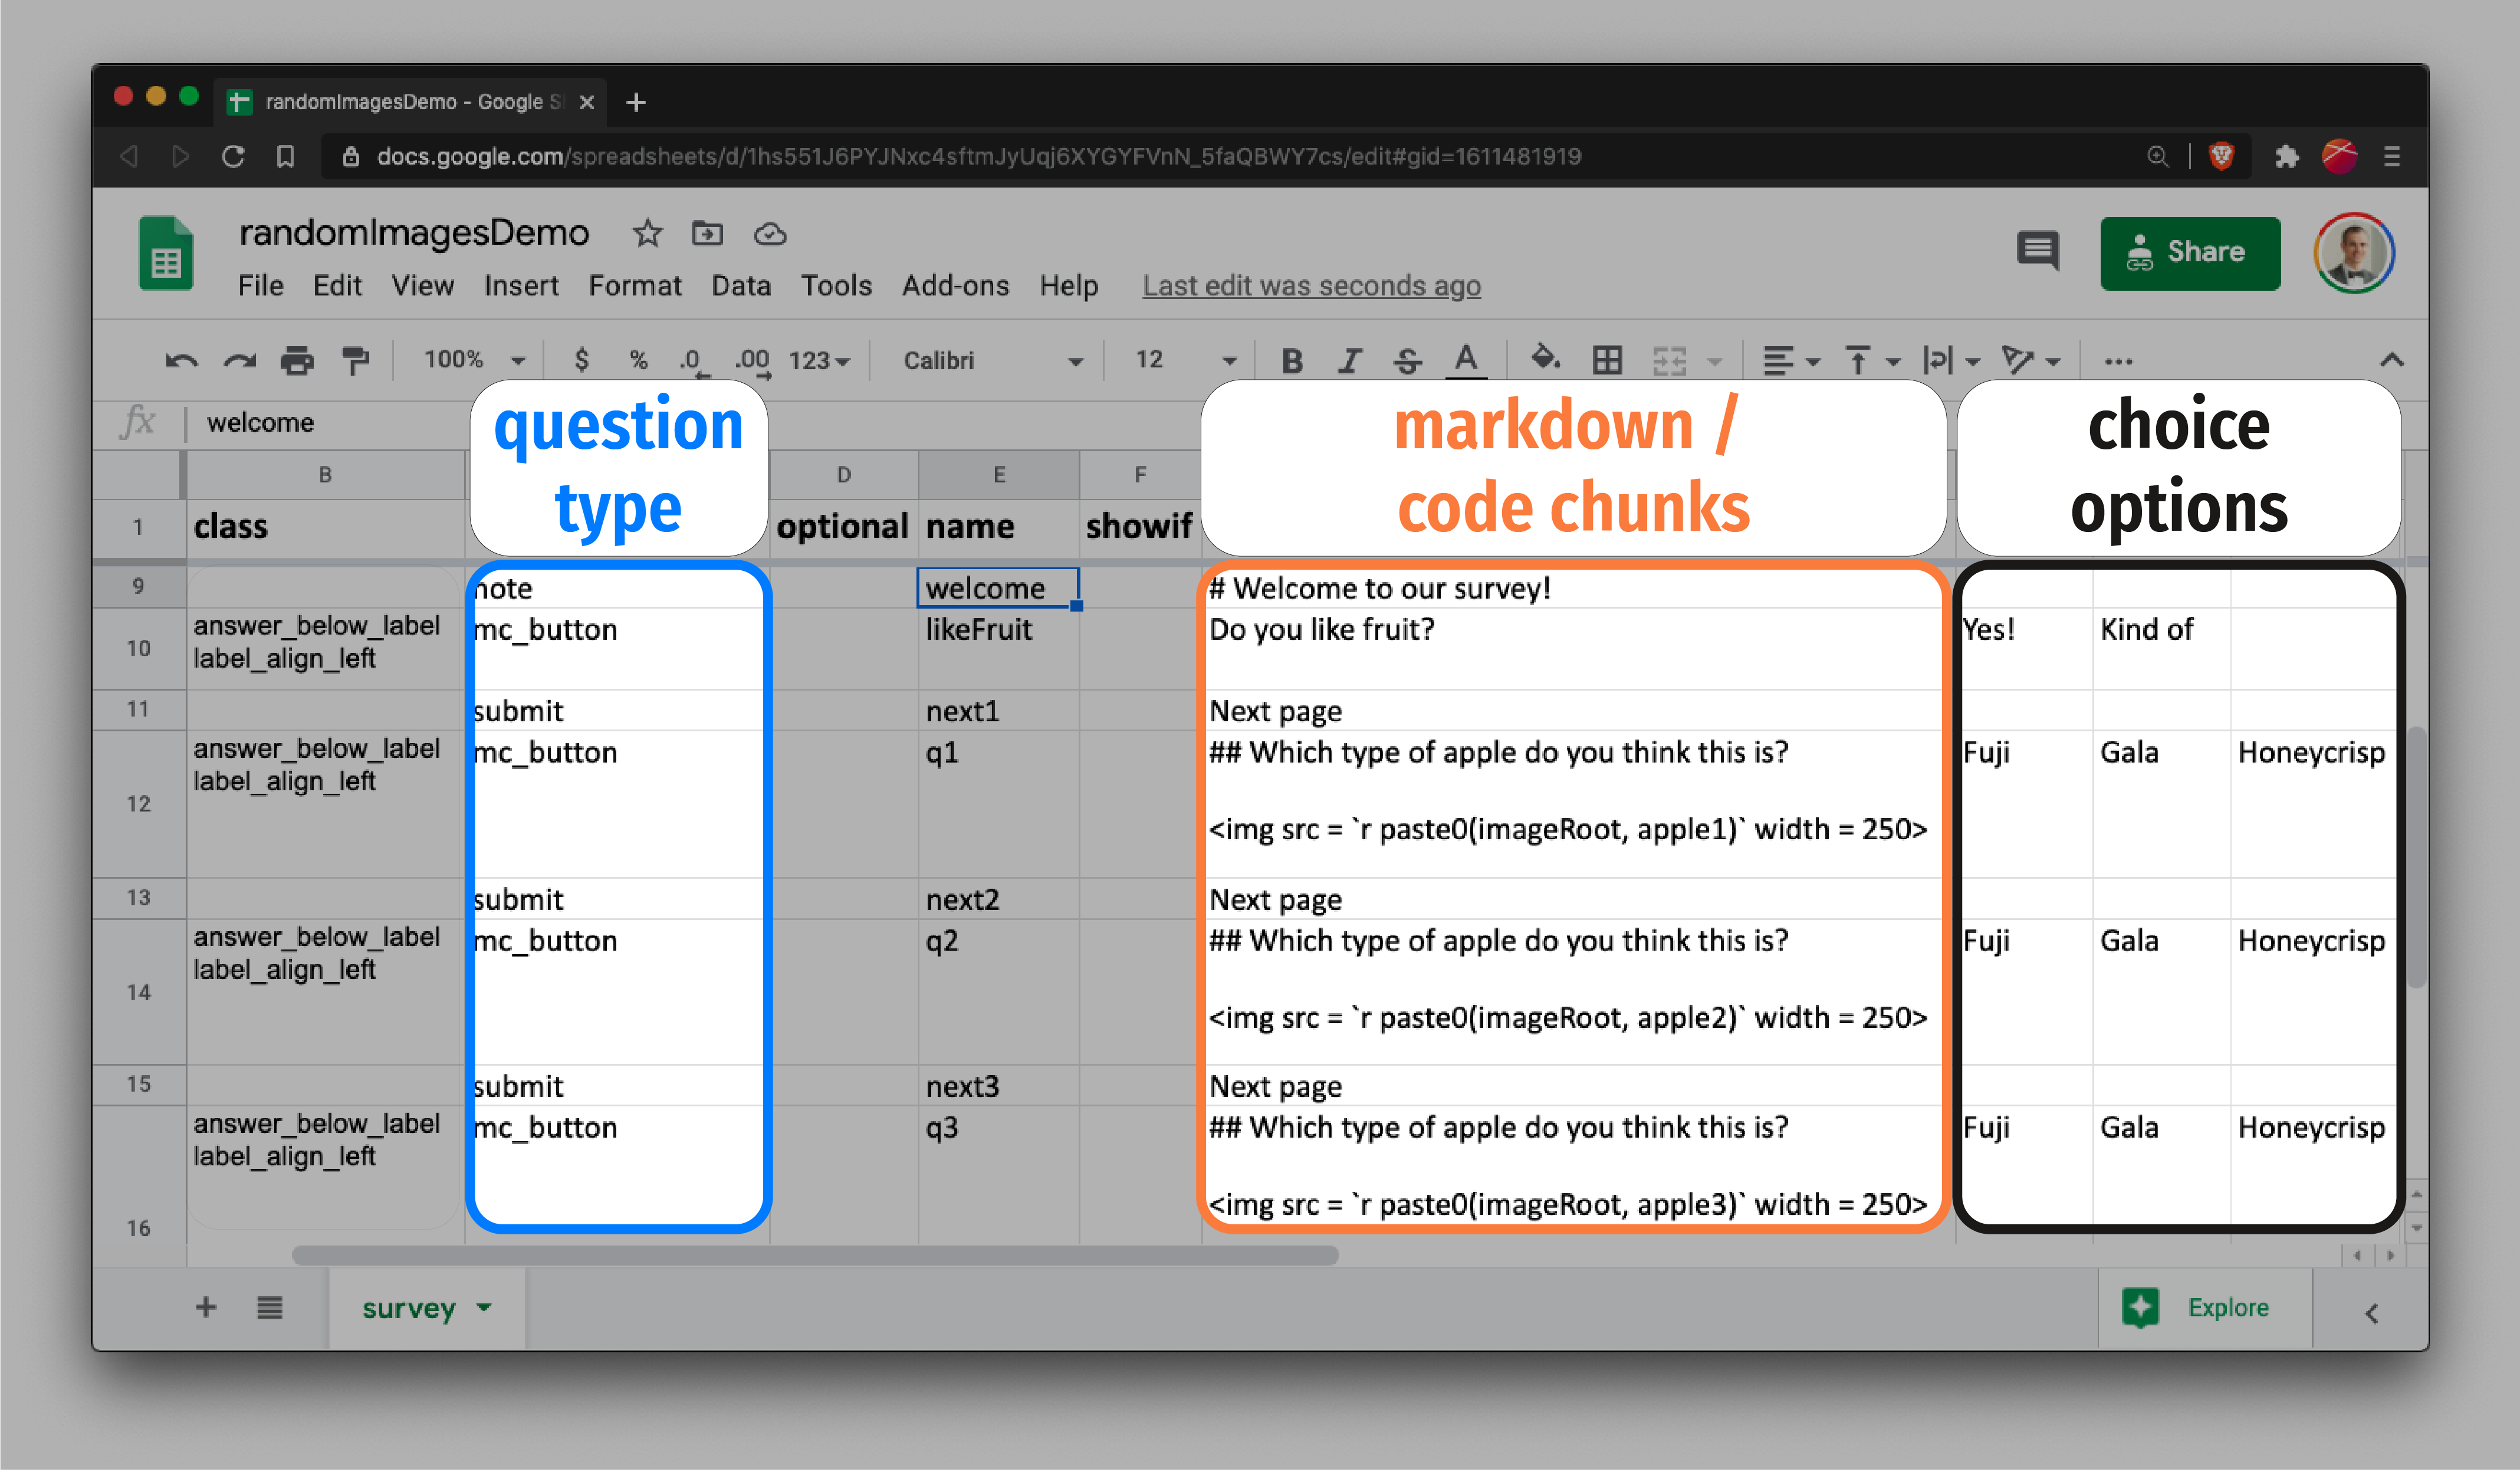 randomImagesDemo - Google S
docs.google.com/spreadsheets/d/1hs551J6PYJNxc4sftmJyUqj6XYGYFVnN_5faQBWY7cs/edit#gid=1611481919
randomImagesDemo
Share
File Edit View Insert Format Data Tools Add-ons Help Last edit was seconds ago
100% $ % .0 .00 123 Calibri 12 B I S A
fx welcome
question
type
markdown /
code chunks
choice
options
B D E F
1 class optional name showif
9 note welcome # Welcome to our survey!
10 answer_below_label mc_button likeFruit Do you like fruit? Yes! Kind of
label_align_left
11 submit next1 Next page
12 answer_below_label mc_button q1 ## Which type of apple do you think this is? Fuji Gala Honeycrisp
label_align_left
<img src = `r paste0(imageRoot, apple1)` width = 250>
13 submit next2 Next page
14 answer_below_label mc_button q2 ## Which type of apple do you think this is? Fuji Gala Honeycrisp
label_align_left
<img src = `r paste0(imageRoot, apple2)` width = 250>
15 submit next3 Next page
16 answer_below_label mc_button q3 ## Which type of apple do you think this is? Fuji Gala Honeycrisp
label_align_left
<img src = `r paste0(imageRoot, apple3)` width = 250>
survey
Explore